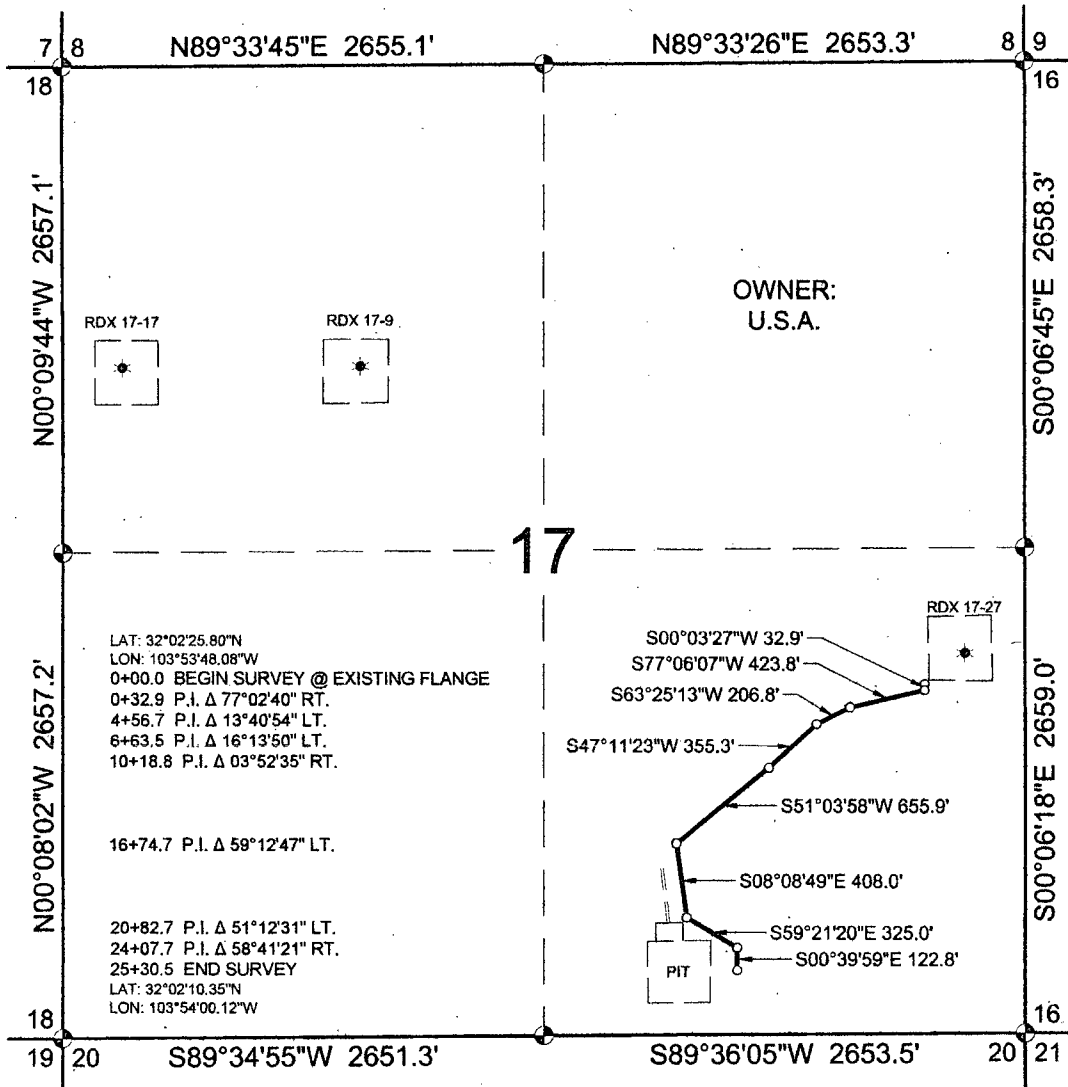 7 8
N89°33'45"E 2655.1'
N89°33'26"E 2653.3'
8 9
18
16
N00°09'44"W 2657.1'
S00°06'45"E 2658.3'
OWNER:
U.S.A.
RDX 17-17
RDX 17-9
17
RDX 17-27
N00°08'02"W 2657.2'
S00°06'18"E 2659.0'
LAT: 32°02'25.80"N
LON: 103°53'48.08"W
0+00.0 BEGIN SURVEY @ EXISTING FLANGE
0+32.9 P.I. Δ 77°02'40" RT.
4+56.7 P.I. Δ 13°40'54" LT.
6+63.5 P.I. Δ 16°13'50" LT.
10+18.8 P.I. Δ 03°52'35" RT.
16+74.7 P.I. Δ 59°12'47" LT.
20+82.7 P.I. Δ 51°12'31" LT.
24+07.7 P.I. Δ 58°41'21" RT.
25+30.5 END SURVEY
LAT: 32°02'10.35"N
LON: 103°54'00.12"W
S00°03'27"W 32.9'
S77°06'07"W 423.8'
S63°25'13"W 206.8'
S47°11'23"W 355.3'
S51°03'58"W 655.9'
S08°08'49"E 408.0'
S59°21'20"E 325.0'
S00°39'59"E 122.8'
PIT
18
16
19 20
S89°34'55"W 2651.3'
S89°36'05"W 2653.5'
20 21